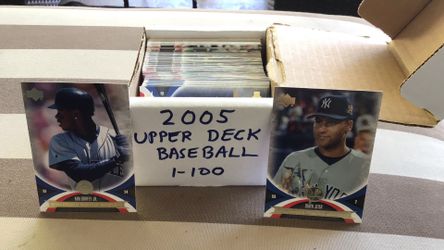 2005
UPPER DECK
BASEBALL
1-100